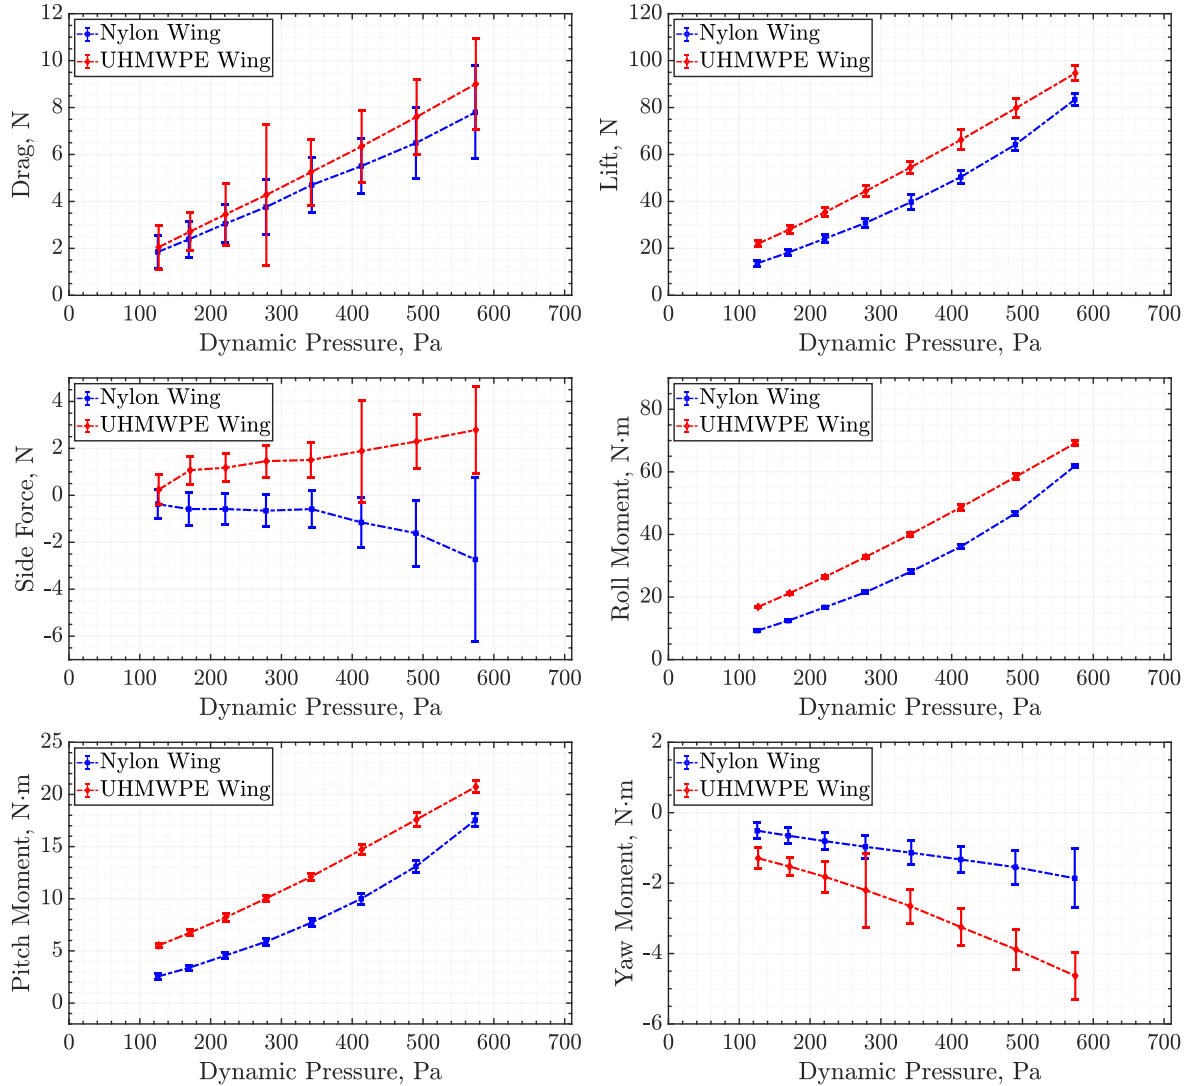 12
10
8
6
4
2
0
Drag, N
Nylon Wing
UHMWPE Wing
0 100 200 300 400 500 600 700
Dynamic Pressure, Pa
120
100
80
60
40
20
0
Lift, N
Nylon Wing
UHMWPE Wing
0 100 200 300 400 500 600 700
Dynamic Pressure, Pa
4
2
0
-2
-4
-6
Side Force, N
Nylon Wing
UHMWPE Wing
0 100 200 300 400 500 600 700
Dynamic Pressure, Pa
80
60
40
20
0
Roll Moment, N·m
Nylon Wing
UHMWPE Wing
0 100 200 300 400 500 600 700
Dynamic Pressure, Pa
25
20
15
10
5
0
Pitch Moment, N·m
Nylon Wing
UHMWPE Wing
0 100 200 300 400 500 600 700
Dynamic Pressure, Pa
2
0
-2
-4
-6
Yaw Moment, N·m
Nylon Wing
UHMWPE Wing
0 100 200 300 400 500 600 700
Dynamic Pressure, Pa